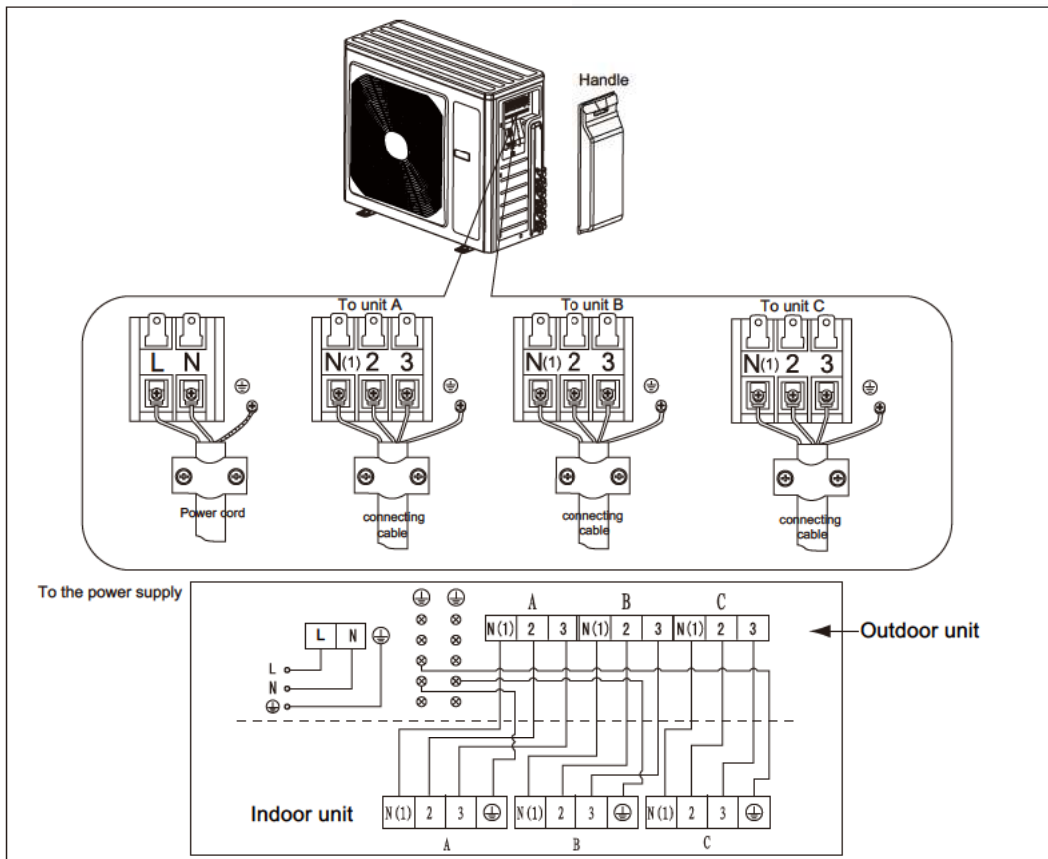 Handle
To unit A
To unit B
To unit C
L N
N(1) 2 3
N(1) 2 3
N(1) 2 3
Power cord
connecting
cable
connecting
cable
connecting
cable
To the power supply
A
B
C
L N
N(1) 2 3 N(1) 2 3 N(1) 2 3
Outdoor unit
L
N
Indoor unit
N(1) 2 3
N(1) 2 3
N(1) 2 3
A
B
C